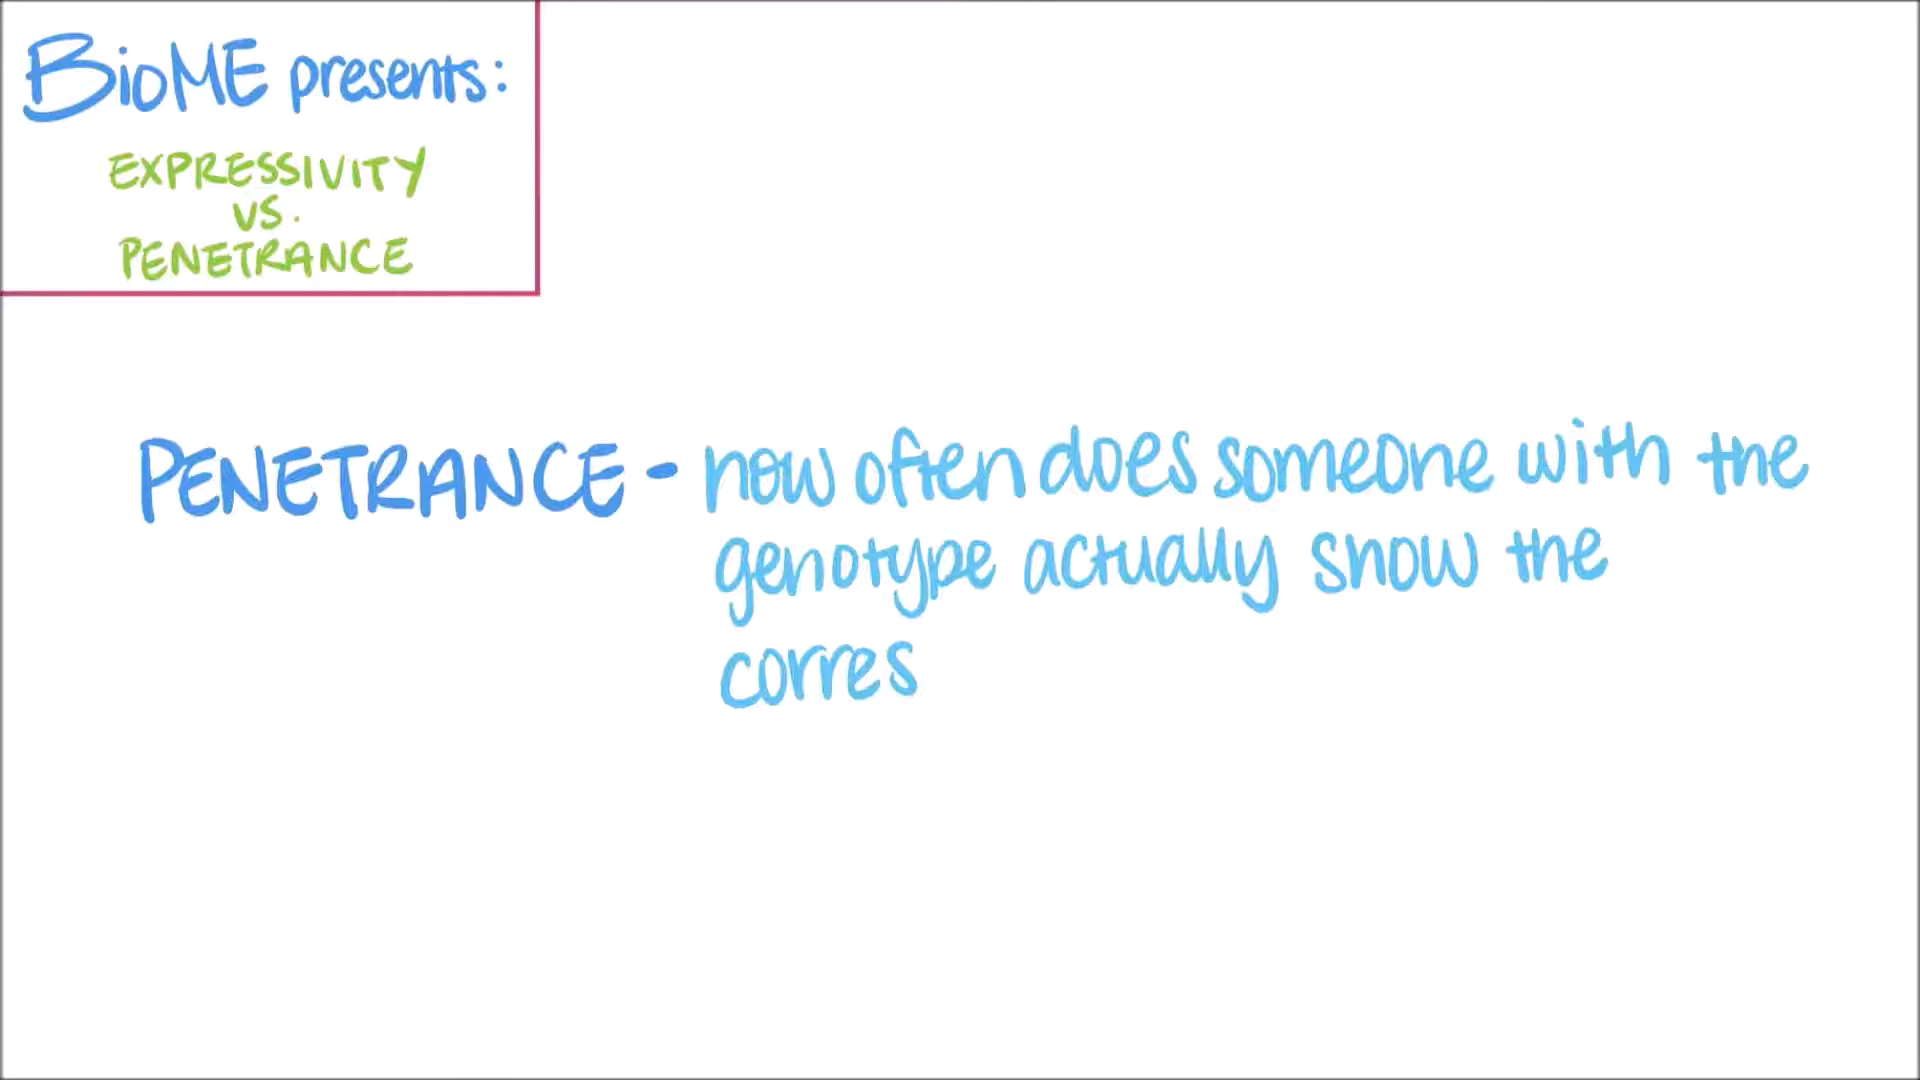 BioME presents:
EXPRESSIVITY
VS.
PENETRANCE
PENETRANCE - how often does someone with the
genotype actually show the
corres